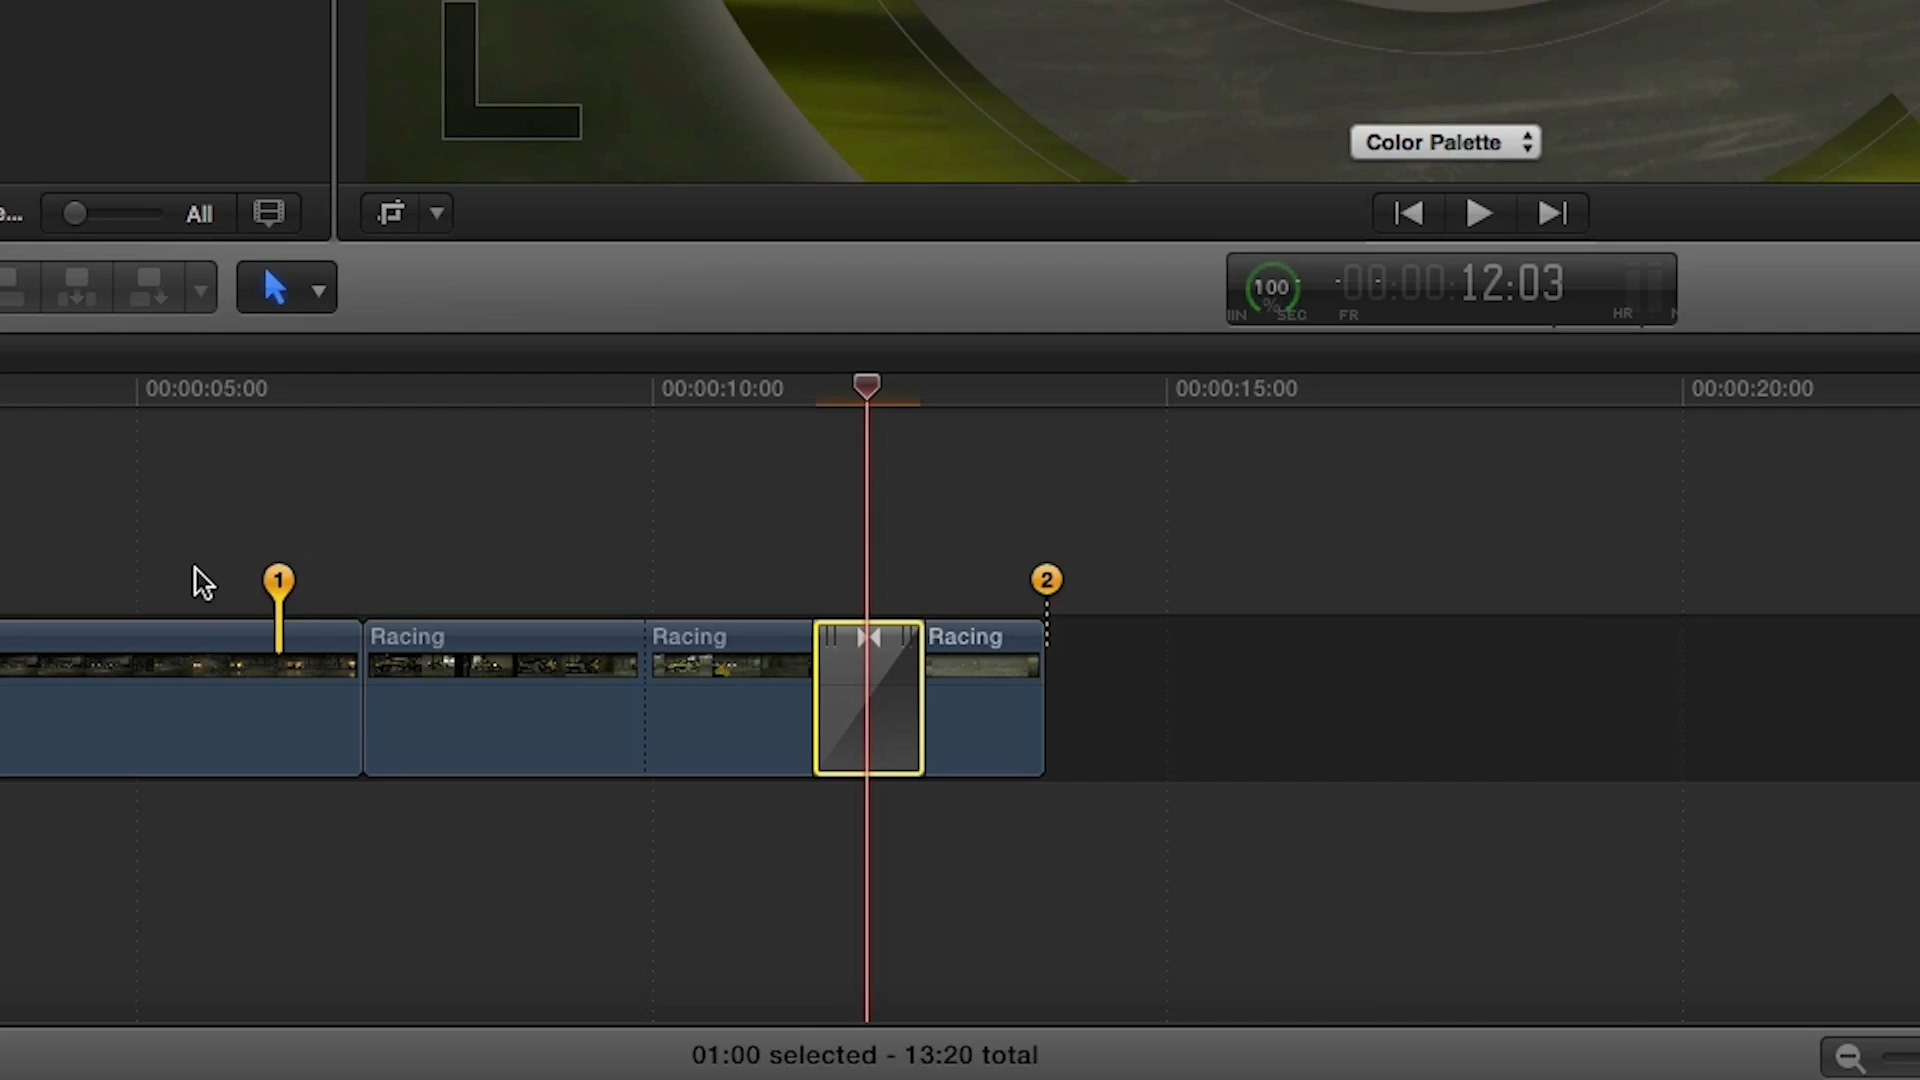 Color Palette
e... All
100
%
00:00:12:03
SEC FR HR
00:00:05:00 00:00:10:00 00:00:15:00 00:00:20:00
1 2
Racing Racing Racing
01:00 selected - 13:20 total